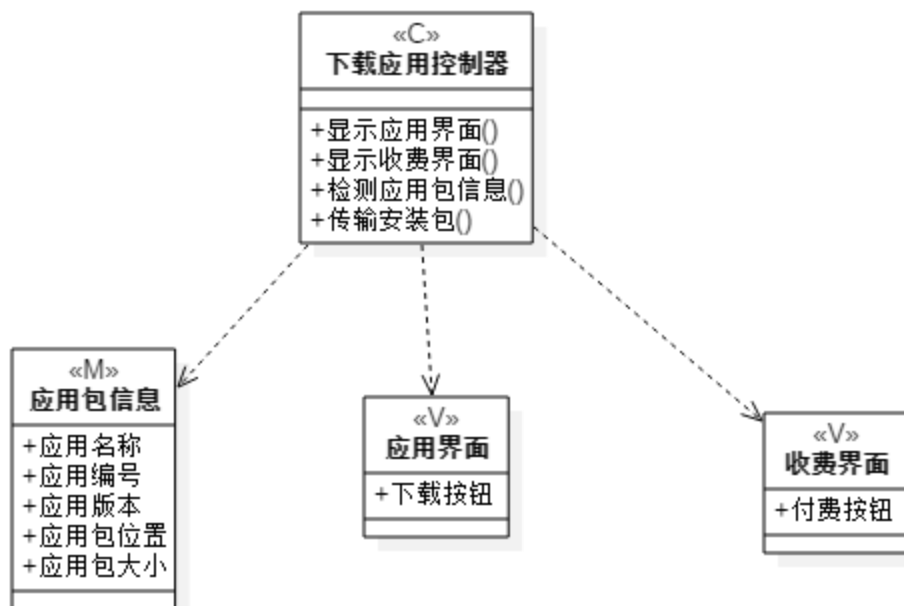 «C»
下载应用控制器
+显示应用界面()
+显示收费界面()
+检测应用包信息()
+传输安装包()
«M»
应用包信息
+应用名称
+应用编号
+应用版本
+应用包位置
+应用包大小
«V»
应用界面
+下载按钮
«V»
收费界面
+付费按钮